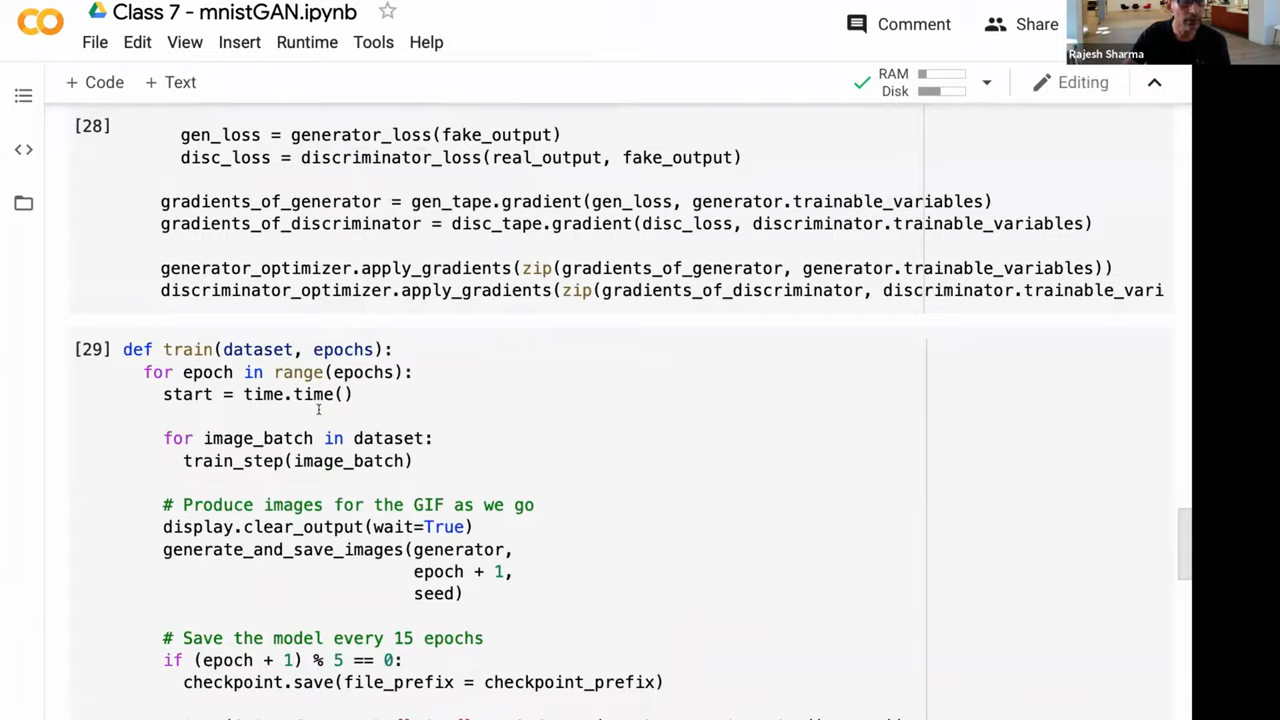 Class 7 - mnistGAN.ipynb
File Edit View Insert Runtime Tools Help
Comment Share
Rajesh Sharma
+ Code + Text
RAM
Disk
Editing
[28]
gen_loss = generator_loss(fake_output)
disc_loss = discriminator_loss(real_output, fake_output)
gradients_of_generator = gen_tape.gradient(gen_loss, generator.trainable_variables)
gradients_of_discriminator = disc_tape.gradient(disc_loss, discriminator.trainable_variables)
generator_optimizer.apply_gradients(zip(gradients_of_generator, generator.trainable_variables))
discriminator_optimizer.apply_gradients(zip(gradients_of_discriminator, discriminator.trainable_vari
[29] def train(dataset, epochs):
for epoch in range(epochs):
start = time.time()
for image_batch in dataset:
train_step(image_batch)
# Produce images for the GIF as we go
display.clear_output(wait=True)
generate_and_save_images(generator,
epoch + 1,
seed)
# Save the model every 15 epochs
if (epoch + 1) % 5 == 0:
checkpoint.save(file_prefix = checkpoint_prefix)